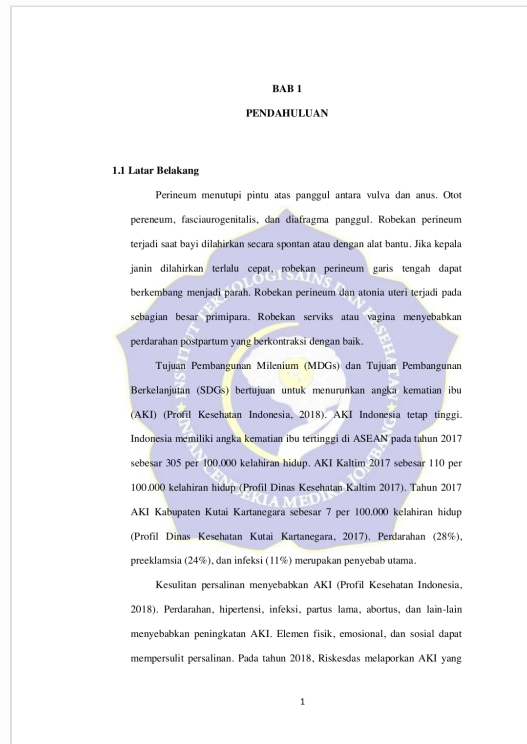 BAB 1
PENDAHULUAN
1.1 Latar Belakang
Perineum menutupi pintu atas panggul antara vulva dan anus. Otot
pereneum, fasciaurogenitalis, dan diafragma panggul. Robekan perineum
terjadi saat bayi dilahirkan secara spontan atau dengan alat bantu. Jika kepala
janin dilahirkan terlalu cepat, robekan perineum garis tengah dapat
berkembang menjadi parah. Robekan perineum dan atonia uteri terjadi pada
sebagian besar primipara. Robekan serviks atau vagina menyebabkan
perdarahan postpartum yang berkontraksi dengan baik.
Tujuan Pembangunan Milenium (MDGs) dan Tujuan Pembangunan
Berkelanjutan (SDGs) bertujuan untuk menurunkan angka kematian ibu
(AKI) (Profil Kesehatan Indonesia, 2018). AKI Indonesia tetap tinggi.
Indonesia memiliki angka kematian ibu tertinggi di ASEAN pada tahun 2017
sebesar 305 per 100.000 kelahiran hidup. AKI Kaltim 2017 sebesar 110 per
100.000 kelahiran hidup (Profil Dinas Kesehatan Kaltim 2017). Tahun 2017
AKI Kabupaten Kutai Kartanegara sebesar 7 per 100.000 kelahiran hidup
(Profil Dinas Kesehatan Kutai Kartanegara, 2017). Perdarahan (28%),
preeklamsia (24%), dan infeksi (11%) merupakan penyebab utama.
Kesulitan persalinan menyebabkan AKI (Profil Kesehatan Indonesia,
2018). Perdarahan, hipertensi, infeksi, partus lama, abortus, dan lain-lain
menyebabkan peningkatan AKI. Elemen fisik, emosional, dan sosial dapat
mempersulit persalinan. Pada tahun 2018, Riskesdas melaporkan AKI yang
1
INSTITUT TEKNOLOGI SAINS DAN KESEHATAN
INSAN CENDEKIA MEDIKA JOMBANG